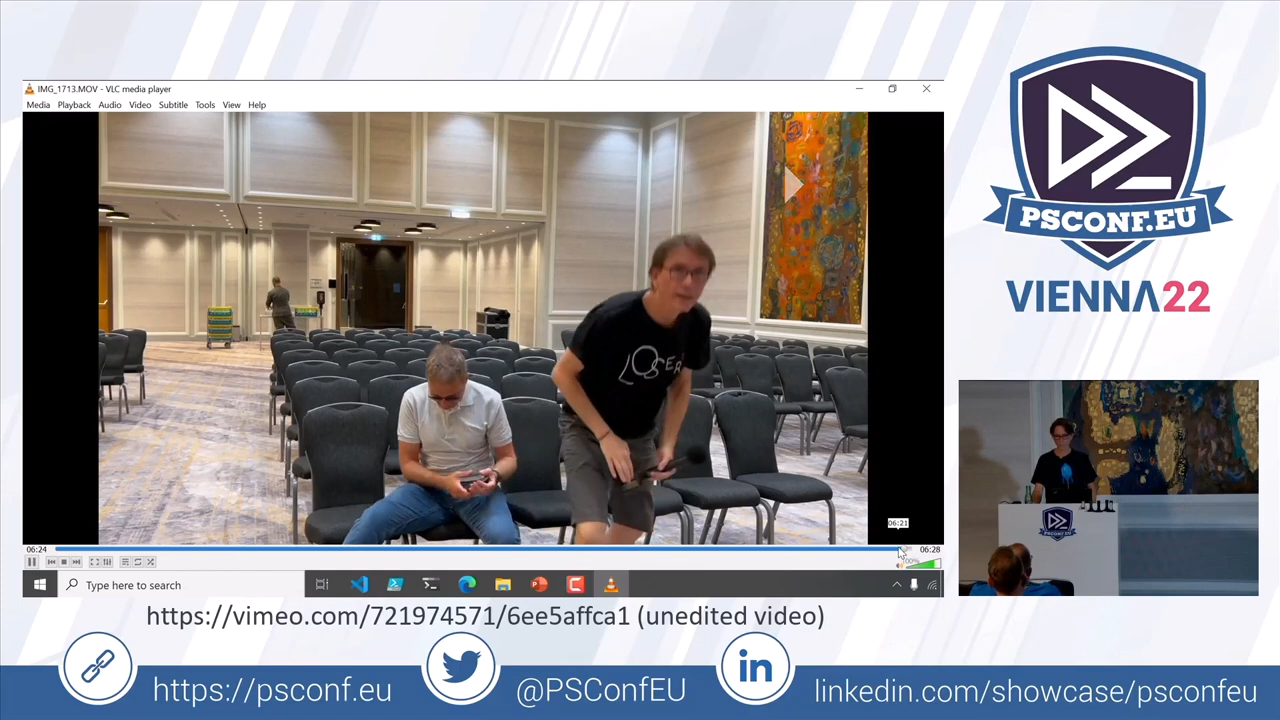 IMG_1713.MOV - VLC media player
Media Playback Audio Video Subtitle Tools View Help
LOSER
06:21
06:24
06:28
Type here to search
https://vimeo.com/721974571/6ee5affca1 (unedited video)
https://psconf.eu
@PSConfEU
in
linkedin.com/showcase/psconfeu
PSCONF.EU
VIENNA22